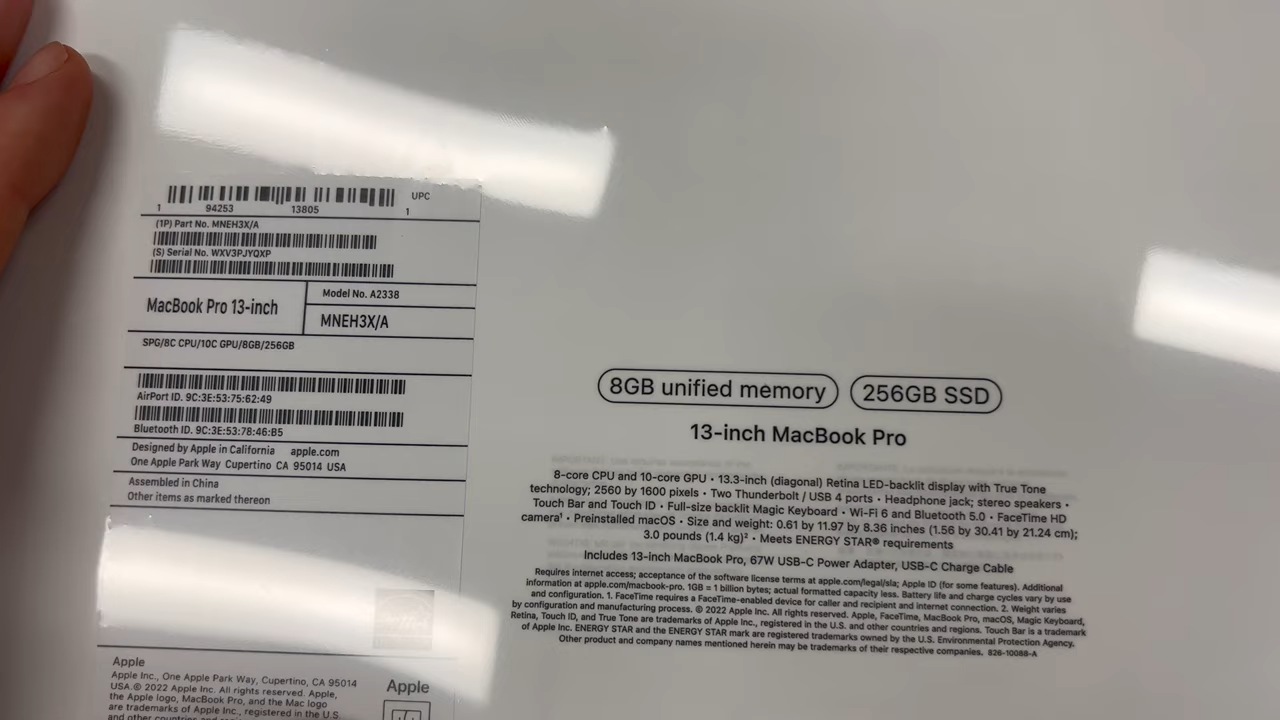 UPC
1 94253 13805 1
(1P) Part No. MNEH3X/A
(S) Serial No. WXV3PJYQXP
MacBook Pro 13-inch
Model No. A2338
MNEH3X/A
SPG/8C CPU/10C GPU/8GB/256GB
AirPort ID. 9C:3E:53:75:62:49
Bluetooth ID. 9C:3E:53:78:46:B5
Designed by Apple in California apple.com
One Apple Park Way Cupertino CA 95014 USA
Assembled in China
Other items as marked thereon
Apple
Apple Inc., One Apple Park Way, Cupertino, CA 95014
USA.© 2022 Apple Inc. All rights reserved. Apple,
the Apple logo, MacBook Pro, and the Mac logo
are trademarks of Apple Inc., registered in the U.S.
and other countries and
Apple
8GB unified memory
256GB SSD
13-inch MacBook Pro
8-core CPU and 10-core GPU • 13.3-inch (diagonal) Retina LED-backlit display with True Tone
technology; 2560 by 1600 pixels • Two Thunderbolt / USB 4 ports • Headphone jack; stereo speakers •
Touch Bar and Touch ID • Full-size backlit Magic Keyboard • Wi-Fi 6 and Bluetooth 5.0 • FaceTime HD
camera¹ • Preinstalled macOS • Size and weight: 0.61 by 11.97 by 8.36 inches (1.56 by 30.41 by 21.24 cm);
3.0 pounds (1.4 kg)² • Meets ENERGY STAR® requirements
Includes 13-inch MacBook Pro, 67W USB-C Power Adapter, USB-C Charge Cable
Requires internet access; acceptance of the software license terms at apple.com/legal/sla; Apple ID (for some features). Additional
information at apple.com/macbook-pro. 1GB = 1 billion bytes; actual formatted capacity less. Battery life and charge cycles vary by use
and configuration. 1. FaceTime requires a FaceTime-enabled device for caller and recipient and internet connection. 2. Weight varies
by configuration and manufacturing process. © 2022 Apple Inc. All rights reserved. Apple, FaceTime, MacBook Pro, macOS, Magic Keyboard,
Retina, Touch ID, and True Tone are trademarks of Apple Inc., registered in the U.S. and other countries and regions. Touch Bar is a trademark
of Apple Inc. ENERGY STAR and the ENERGY STAR mark are registered trademarks owned by the U.S. Environmental Protection Agency.
Other product and company names mentioned herein may be trademarks of their respective companies. 826-10088-A